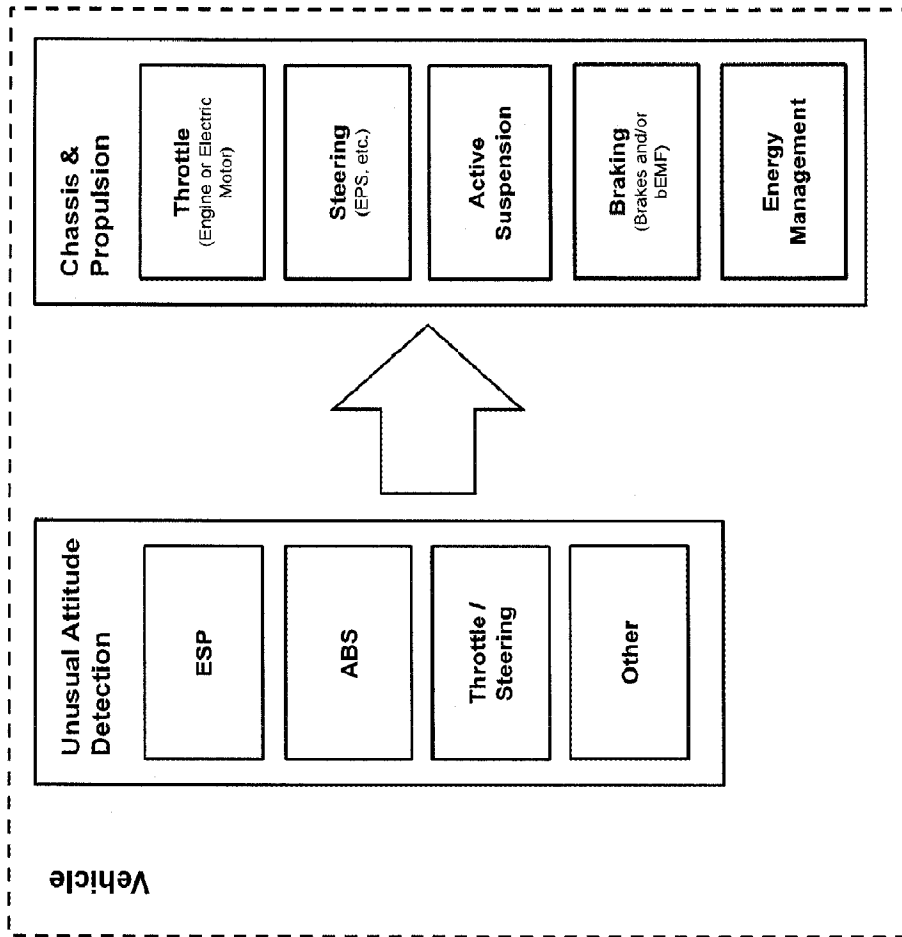 Vehicle
Unusual Attitude
Detection
ESP
ABS
Throttle /
Steering
Other
Chassis &
Propulsion
Throttle
(Engine or Electric
Motor)
Steering
(EPS, etc.)
Active
Suspension
Braking
(Brakes and/or
bEMF)
Energy
Management